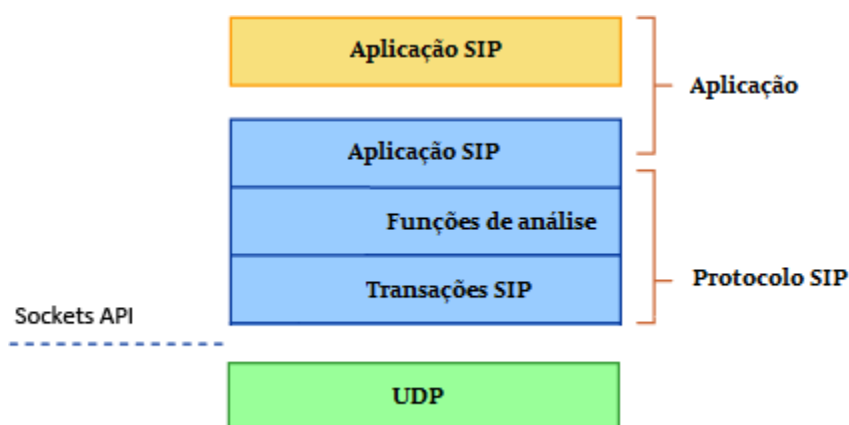 Aplicação SIP
Aplicação
Aplicação SIP
Funções de análise
Protocolo SIP
Transações SIP
Sockets API
UDP